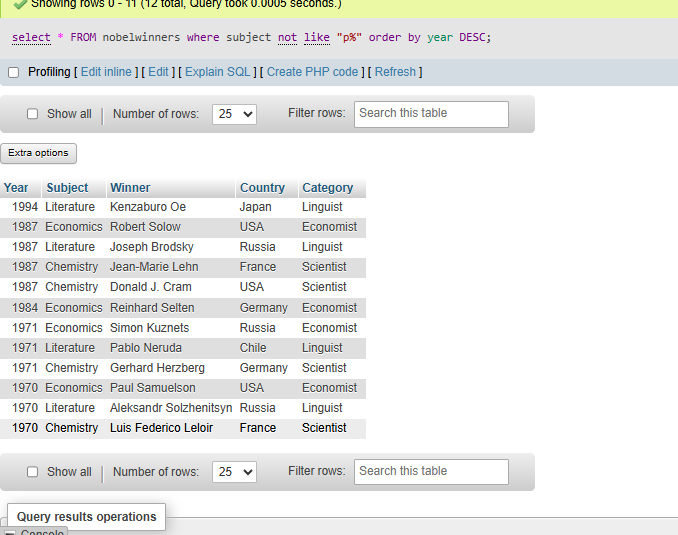 Showing rows 0 - 11 (12 total, Query took 0.0005 seconds.)
select * FROM nobelwinners where subject not like "p%" order by year DESC;
Profiling [ Edit inline ] [ Edit ] [ Explain SQL ] [ Create PHP code ] [ Refresh ]
Show all Number of rows: 25 Filter rows: Search this table
Extra options
Year Subject Winner Country Category
1994 Literature Kenzaburo Oe Japan Linguist
1987 Economics Robert Solow USA Economist
1987 Literature Joseph Brodsky Russia Linguist
1987 Chemistry Jean-Marie Lehn France Scientist
1987 Chemistry Donald J. Cram USA Scientist
1984 Economics Reinhard Selten Germany Economist
1971 Economics Simon Kuznets Russia Economist
1971 Literature Pablo Neruda Chile Linguist
1971 Chemistry Gerhard Herzberg Germany Scientist
1970 Economics Paul Samuelson USA Economist
1970 Literature Aleksandr Solzhenitsyn Russia Linguist
1970 Chemistry Luis Federico Leloir France Scientist
Show all Number of rows: 25 Filter rows: Search this table
Query results operations
Console